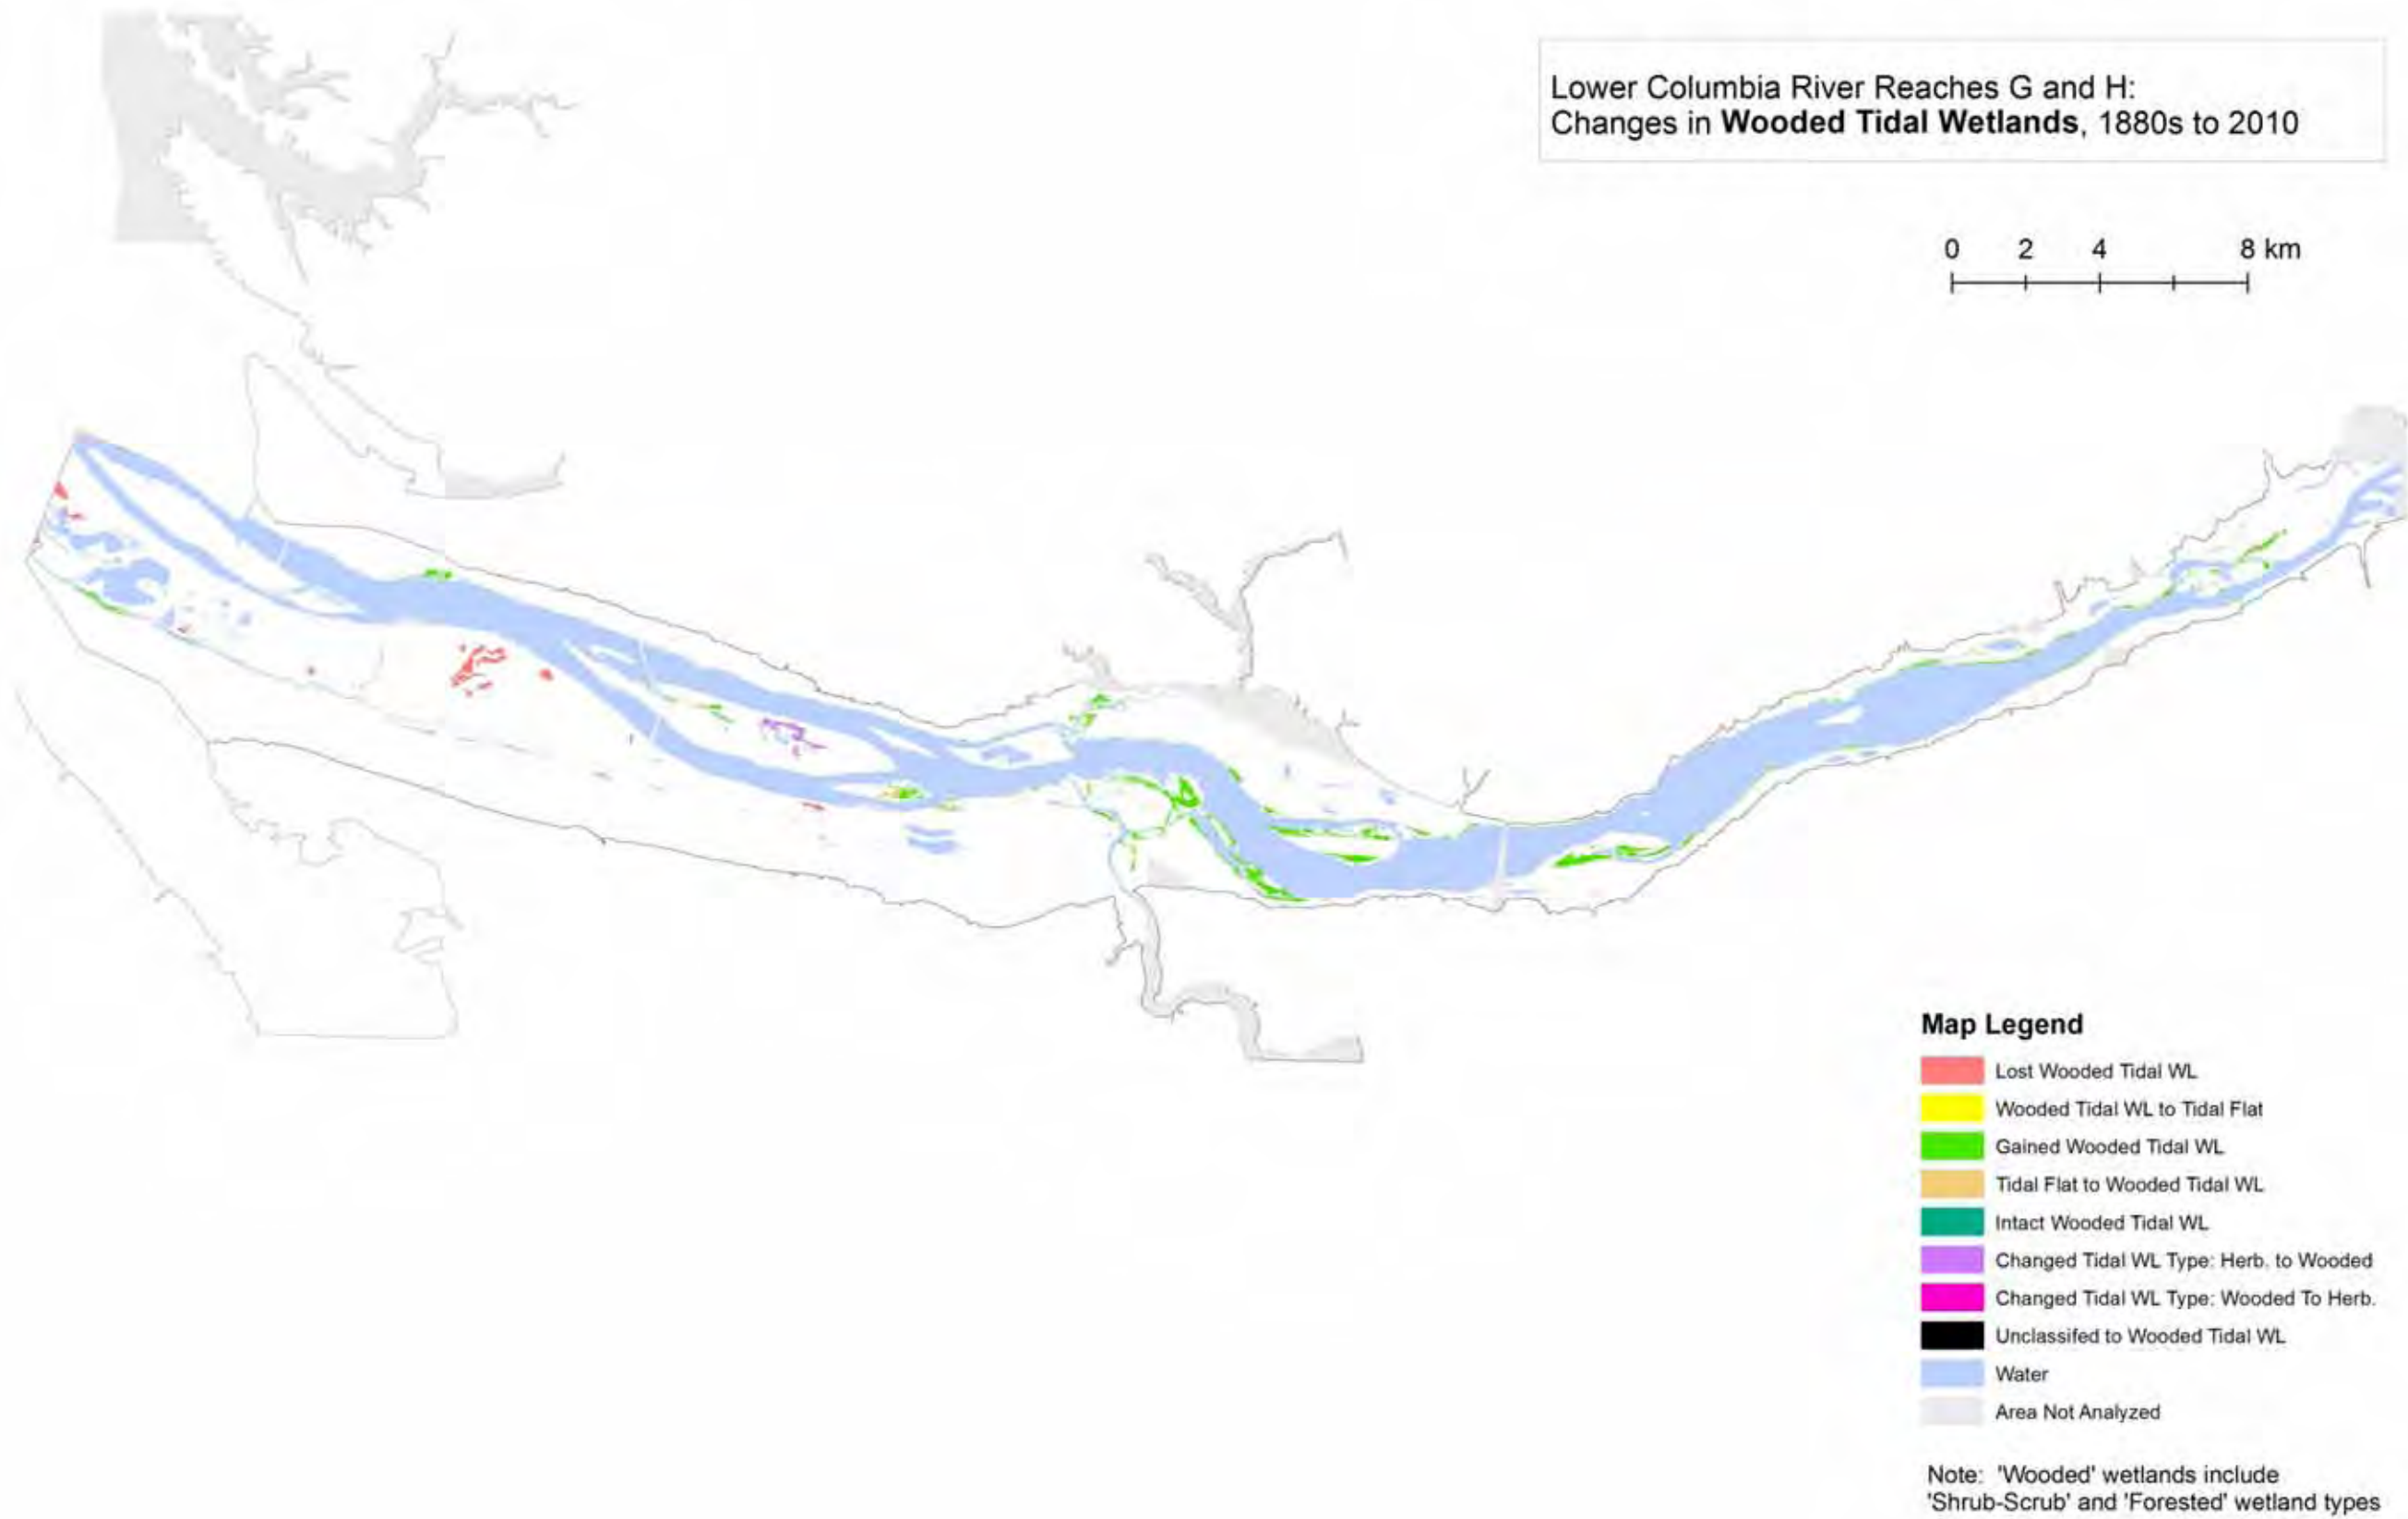 Lower Columbia River Reaches G and H:
Changes in Wooded Tidal Wetlands, 1880s to 2010
0 2 4 8 km
Map Legend
Lost Wooded Tidal WL
Wooded Tidal WL to Tidal Flat
Gained Wooded Tidal WL
Tidal Flat to Wooded Tidal WL
Intact Wooded Tidal WL
Changed Tidal WL Type: Herb. to Wooded
Changed Tidal WL Type: Wooded To Herb.
Unclassifed to Wooded Tidal WL
Water
Area Not Analyzed
Note: 'Wooded' wetlands include
'Shrub-Scrub' and 'Forested' wetland types